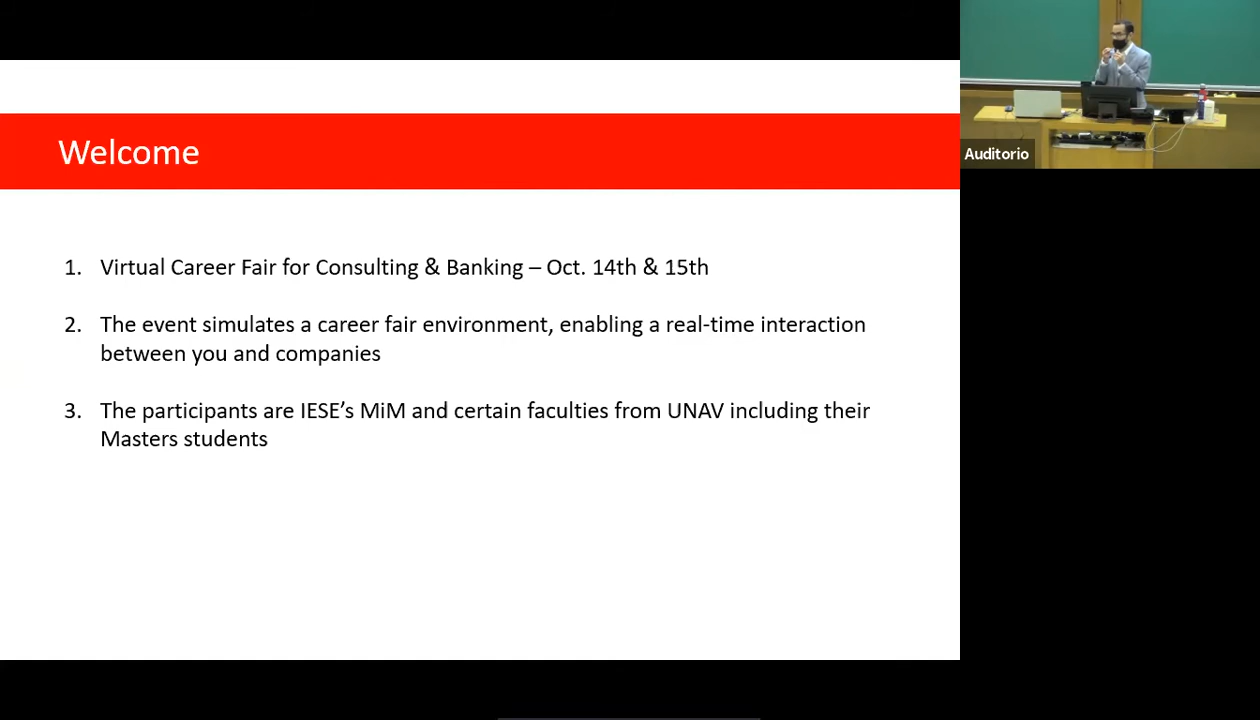 Welcome
1. Virtual Career Fair for Consulting & Banking – Oct. 14th & 15th
2. The event simulates a career fair environment, enabling a real-time interaction
between you and companies
3. The participants are IESE’s MiM and certain faculties from UNAV including their
Masters students
Auditorio